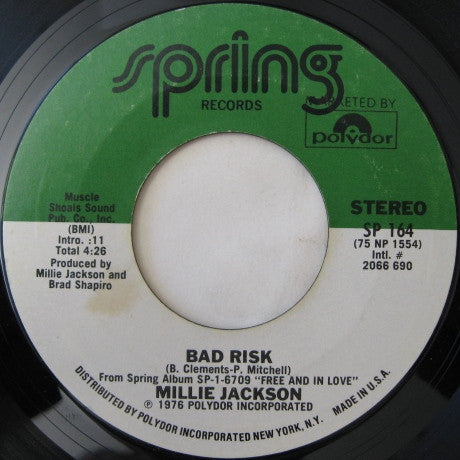 spring
RECORDS
MARKETED BY
polydor
Muscle
Shoals Sound
Pub. Co., Inc.
(BMI)
Intro. :11
Total 4:26
Produced by
Millie Jackson and
Brad Shapiro
STEREO
SP 164
(75 NP 1554)
Intl. #
2066 690
BAD RISK
(B. Clements-P. Mitchell)
From Spring Album SP-1-6709 "FREE AND IN LOVE"
MILLIE JACKSON
℗ 1976 POLYDOR INCORPORATED
DISTRIBUTED BY POLYDOR INCORPORATED NEW YORK, N.Y.
MADE IN U.S.A.